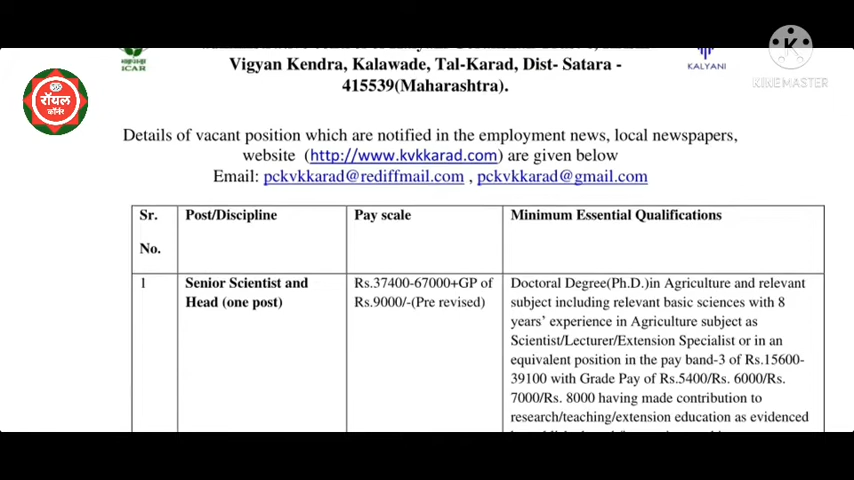 ICAR
KALYANI
KINEMASTER
रॉयल
कॉर्नर
Vigyan Kendra, Kalawade, Tal-Karad, Dist- Satara -
415539(Maharashtra).
Details of vacant position which are notified in the employment news, local newspapers,
website (http://www.kvkkarad.com) are given below
Email: pckvkkarad@rediffmail.com , pckvkkarad@gmail.com
Sr. No.
Post/Discipline
Pay scale
Minimum Essential Qualifications
1
Senior Scientist and
Head (one post)
Rs.37400-67000+GP of
Rs.9000/-(Pre revised)
Doctoral Degree(Ph.D.)in Agriculture and relevant
subject including relevant basic sciences with 8
years' experience in Agriculture subject as
Scientist/Lecturer/Extension Specialist or in an
equivalent position in the pay band-3 of Rs.15600-
39100 with Grade Pay of Rs.5400/Rs. 6000/Rs.
7000/Rs. 8000 having made contribution to
research/teaching/extension education as evidenced